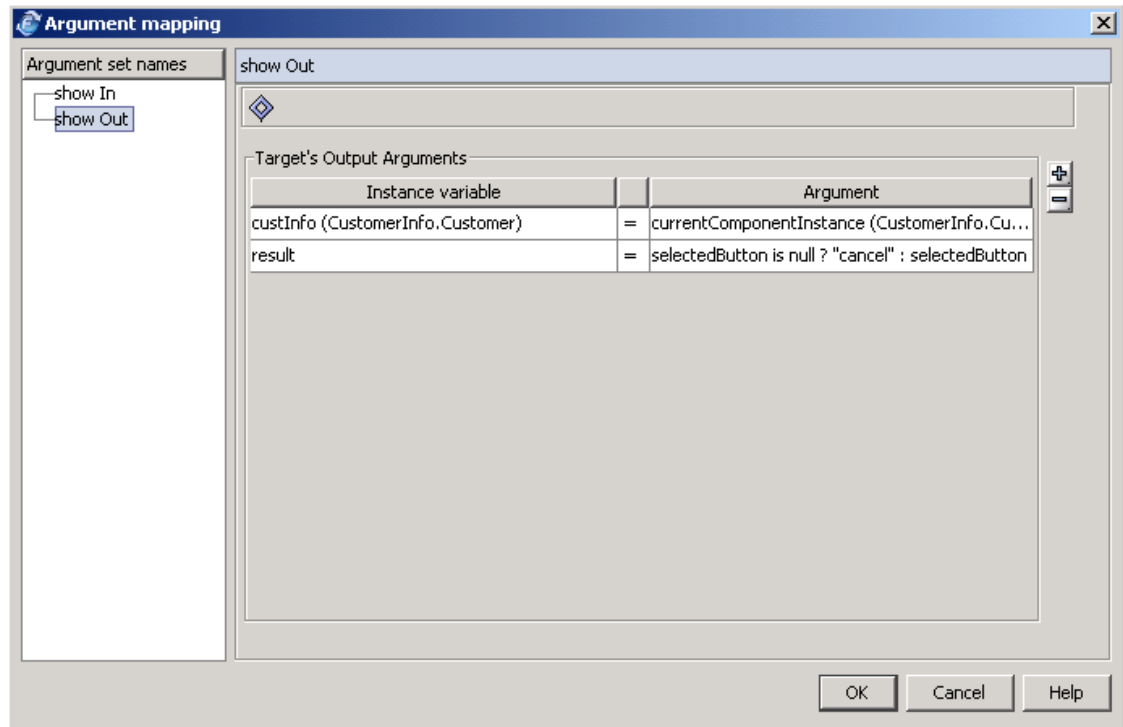 Argument mapping
Argument set names
show In
show Out
show Out
Target's Output Arguments
Instance variable Argument
custInfo (CustomerInfo.Customer) = currentComponentInstance (CustomerInfo.Cu...
result = selectedButton is null ? "cancel" : selectedButton
OK Cancel Help